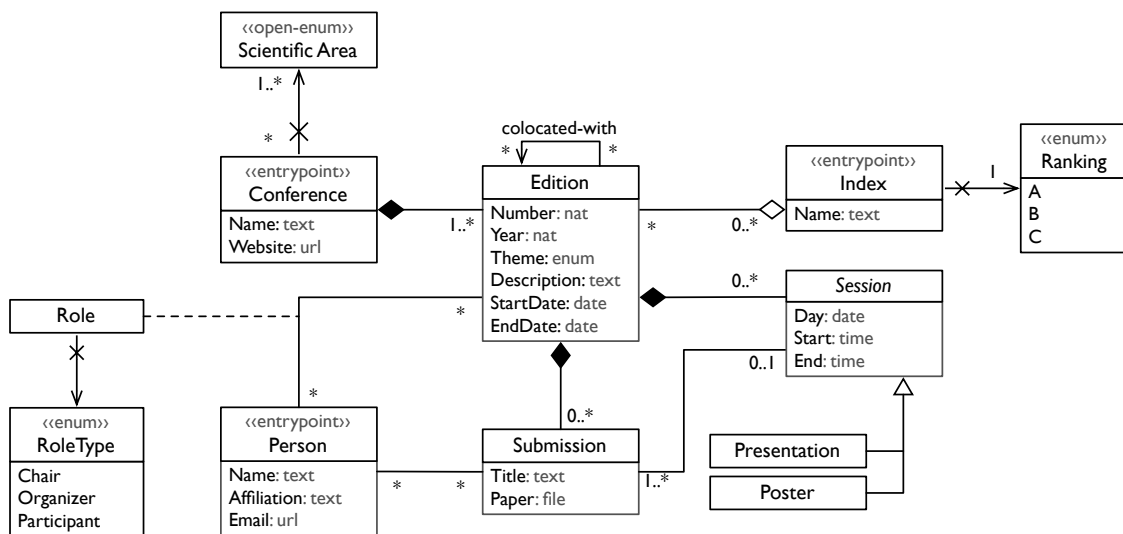 ‹‹open-enum››
Scientific Area
1..*
*
‹‹entrypoint››
Conference
Name: text
Website: url
1..*
colocated-with
*
*
Edition
Number: nat
Year: nat
Theme: enum
Description: text
StartDate: date
EndDate: date
*
0..*
‹‹entrypoint››
Index
Name: text
1
‹‹enum››
Ranking
A
B
C
0..*
Session
Day: date
Start: time
End: time
0..1
Role
*
*
‹‹enum››
RoleType
Chair
Organizer
Participant
‹‹entrypoint››
Person
Name: text
Affiliation: text
Email: url
*
*
0..*
Submission
Title: text
Paper: file
1..*
Presentation
Poster